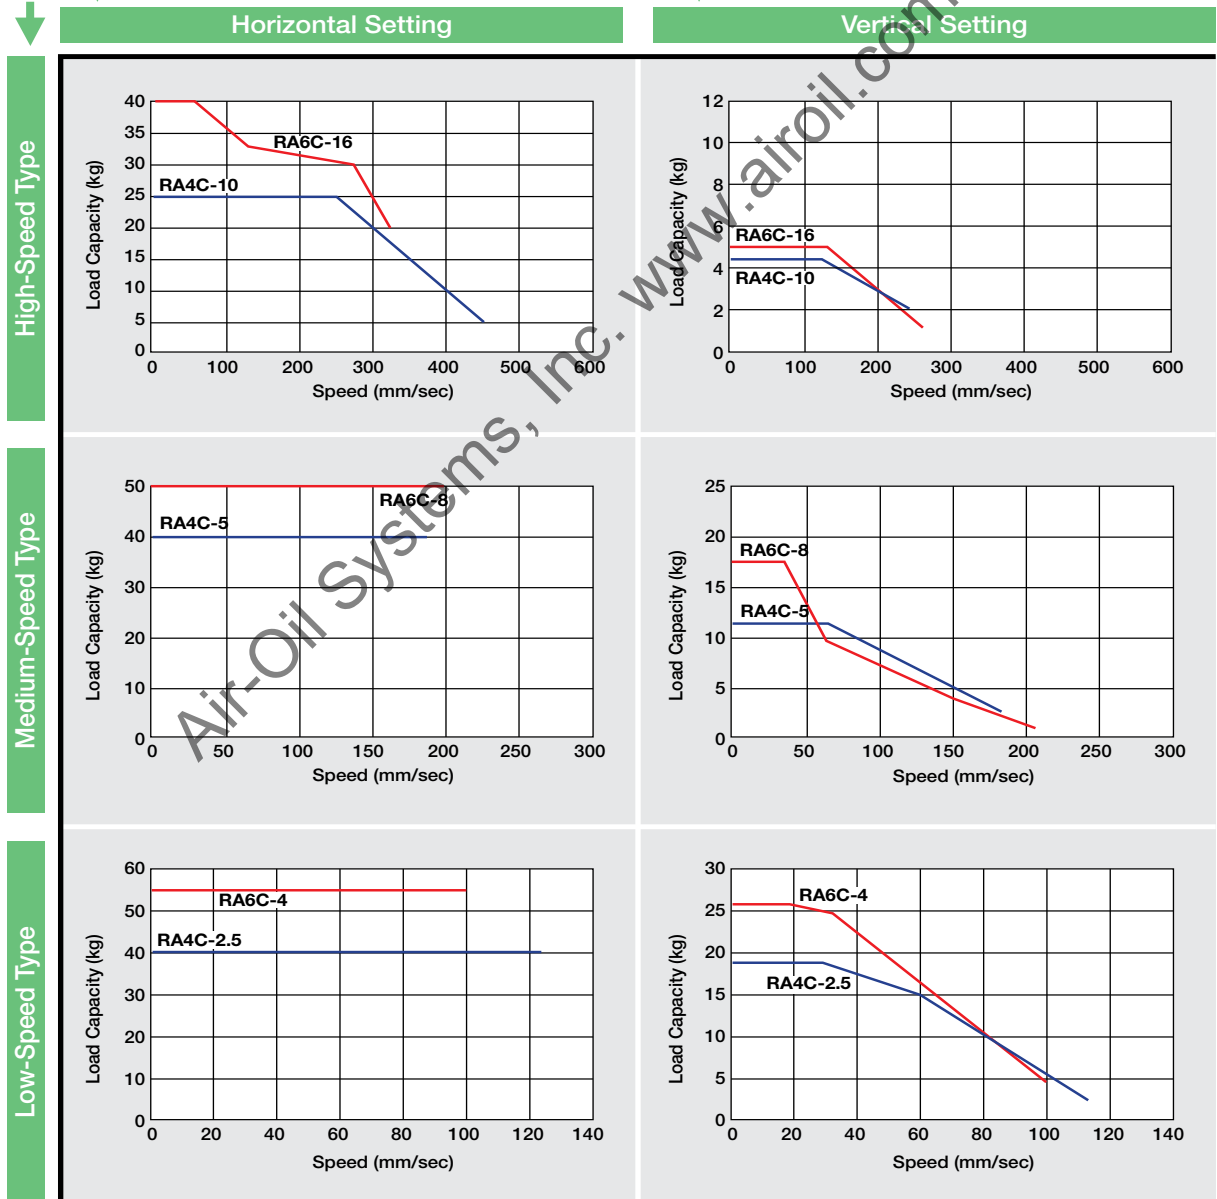 Horizontal Setting
Vertical Setting
High-Speed Type
40
35
30
25
20
15
10
5
0
Load Capacity (kg)
RA6C-16
RA4C-10
0 100 200 300 400 500 600
Speed (mm/sec)
12
10
8
6
4
2
0
Load Capacity (kg)
RA6C-16
RA4C-10
0 100 200 300 400 500 600
Speed (mm/sec)
Medium-Speed Type
50
40
30
20
10
0
Load Capacity (kg)
RA6C-8
RA4C-5
0 50 100 150 200 250 300
Speed (mm/sec)
25
20
15
10
5
0
Load Capacity (kg)
RA6C-8
RA4C-5
0 50 100 150 200 250 300
Speed (mm/sec)
Low-Speed Type
60
50
40
30
20
10
0
Load Capacity (kg)
RA6C-4
RA4C-2.5
0 20 40 60 80 100 120 140
Speed (mm/sec)
30
25
20
15
10
5
0
Load Capacity (kg)
RA6C-4
RA4C-2.5
0 20 40 60 80 100 120 140
Speed (mm/sec)
Air-Oil Systems, Inc. www.airoil.com